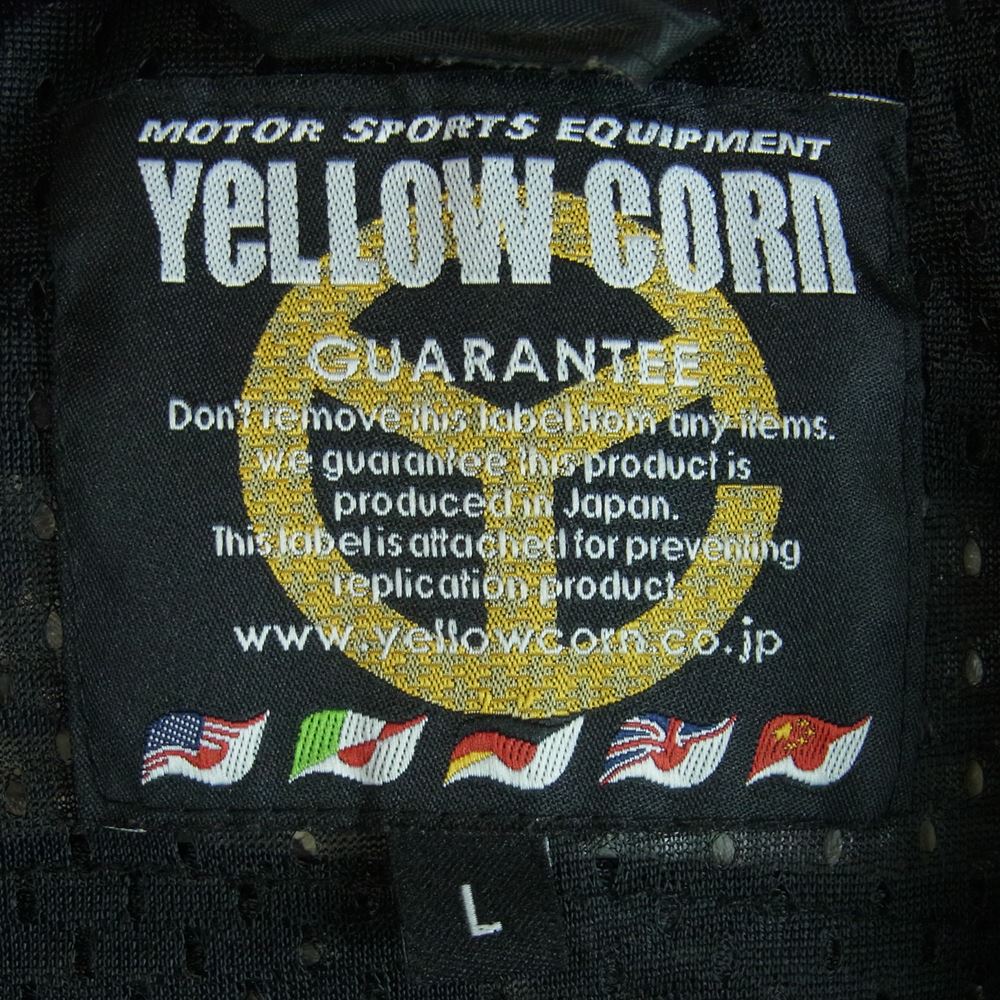 MOTOR SPORTS EQUIPMENT
YeLLOW CORn
GUARANTEE
Don't remove this label from any items.
we guarantee this product is
produced in Japan.
This label is attached for preventing
replication product.
www.yellowcorn.co.jp
L